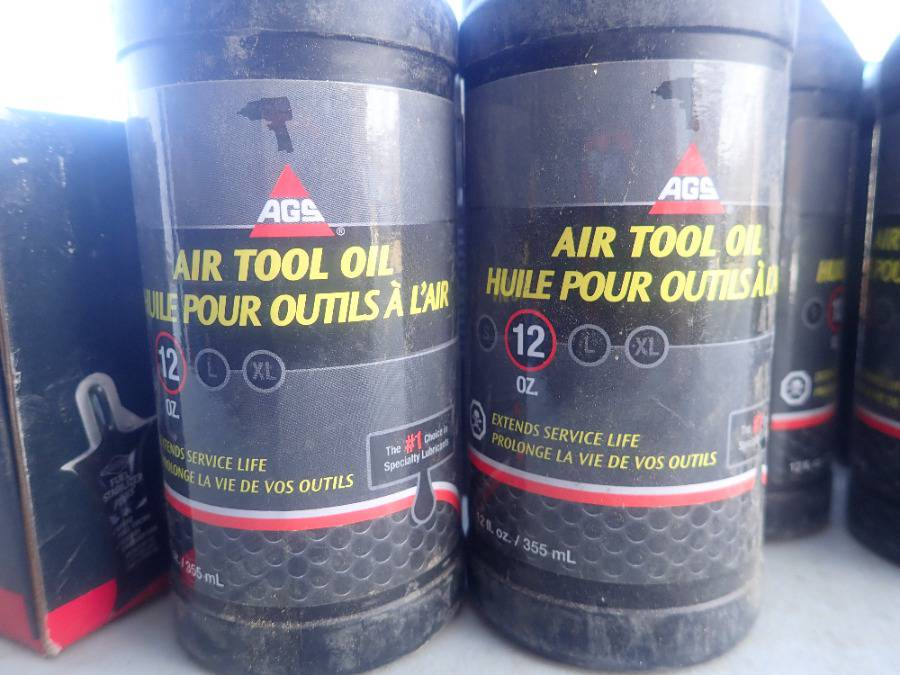 AGS®
AIR TOOL OIL
HUILE POUR OUTILS À L'AIR
12 L XL
OZ.
EXTENDS SERVICE LIFE
PROLONGE LA VIE DE VOS OUTILS
The #1 Choice in
Specialty Lubricants
/ 355 mL
AGS
AIR TOOL OIL
HUILE POUR OUTILS À L'A
S 12 L XL
OZ.
EXTENDS SERVICE LIFE
PROLONGE LA VIE DE VOS OUTILS
The #1
12 fl. oz. / 355 mL